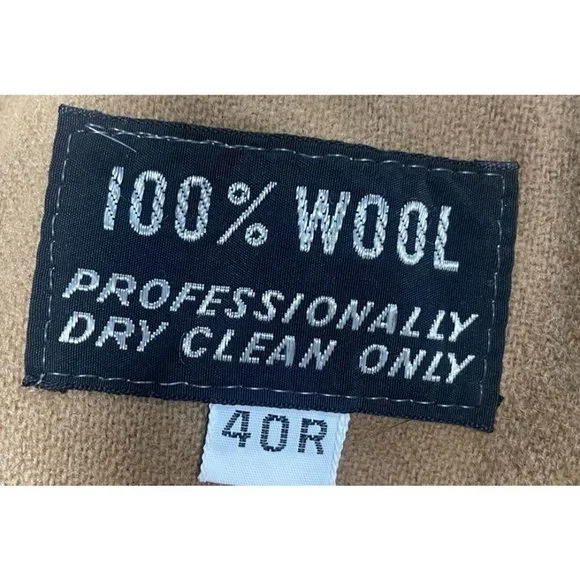 100% WOOL
PROFESSIONALLY
DRY CLEAN ONLY
40R